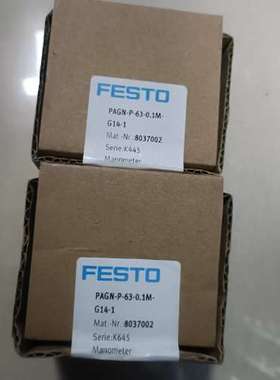 FESTO
PAGN-P-63-0.1M-
G14-1
Mat.-Nr.:8037002
Serie:K445
Manometer
FESTO
PAGN-P-63-0.1M-
G14-1
Mat.-Nr.:8037002
Serie:K645
Manometer